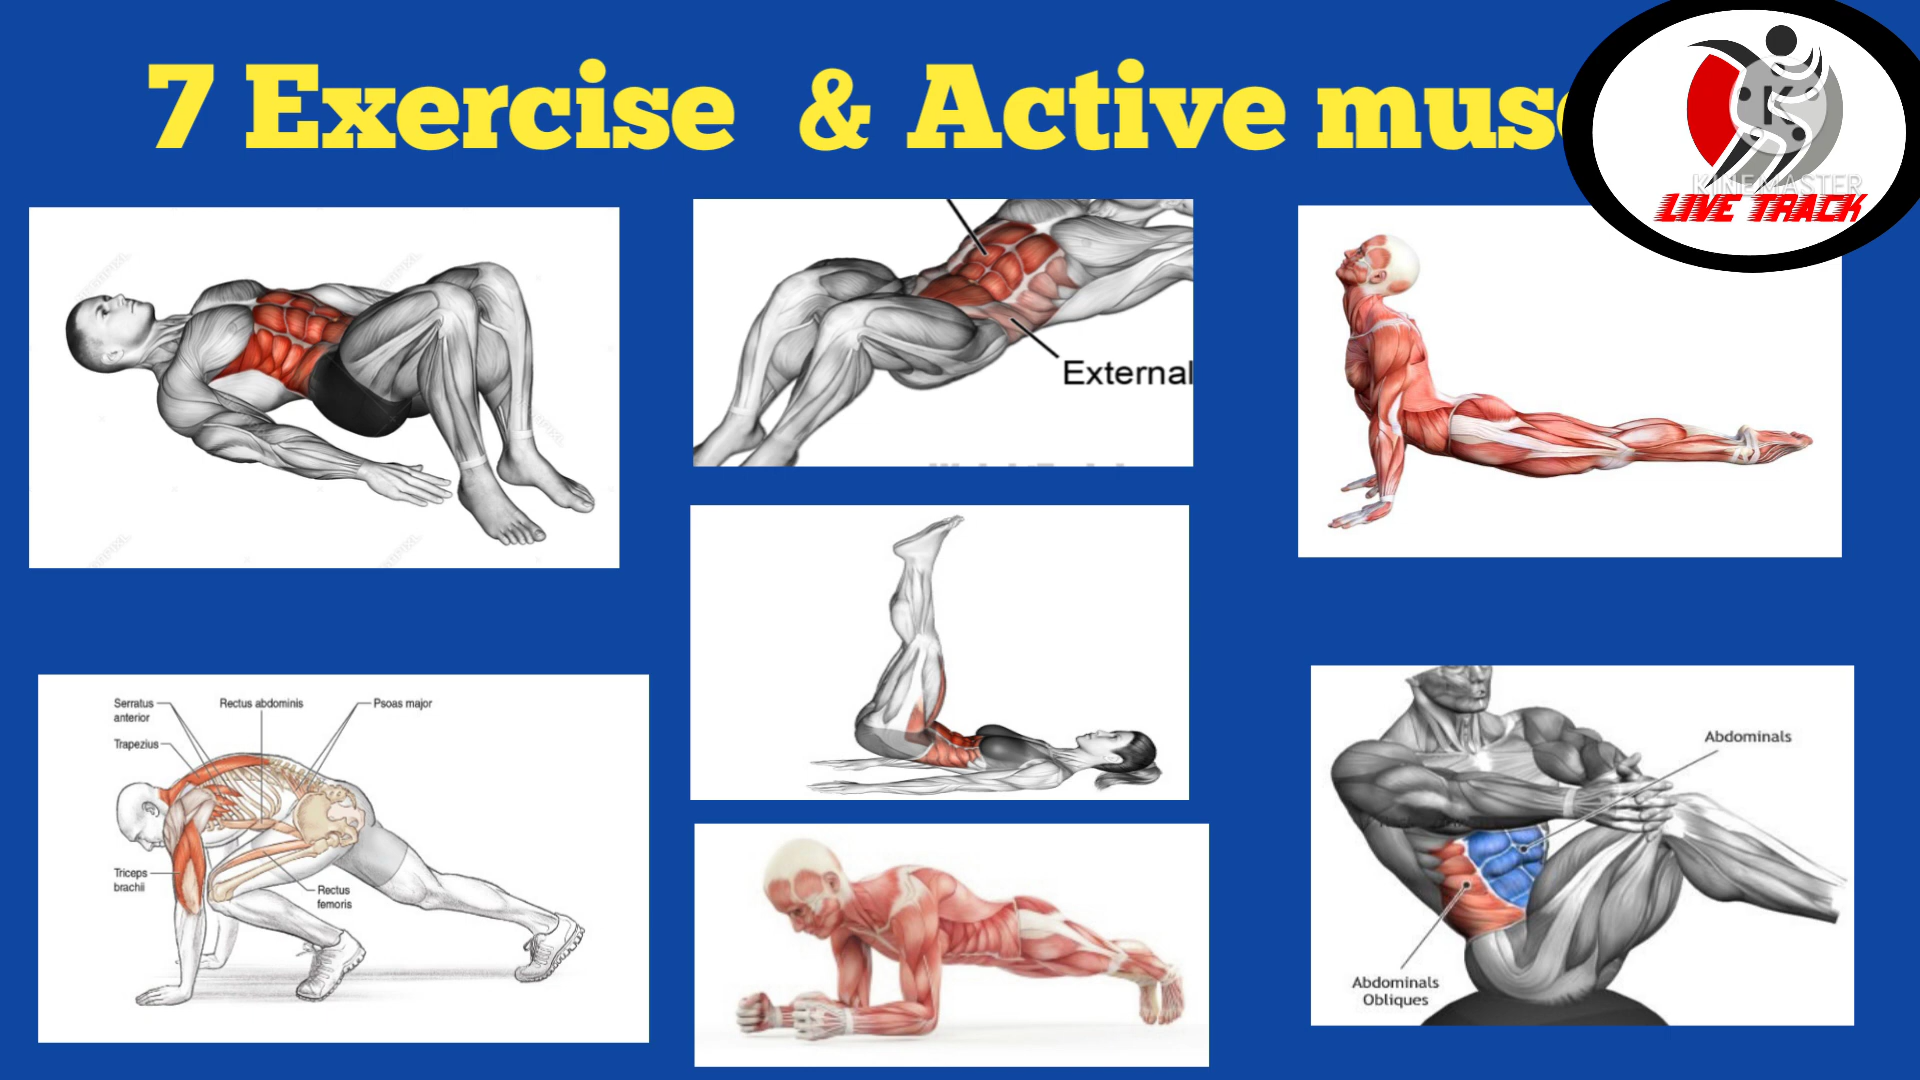 7 Exercise & Active musc
KINEMASTER
LIVE TRACK
External
Serratus
anterior
Rectus abdominis
Psoas major
Trapezius
Triceps
brachii
Rectus
femoris
Abdominals
Abdominals
Obliques